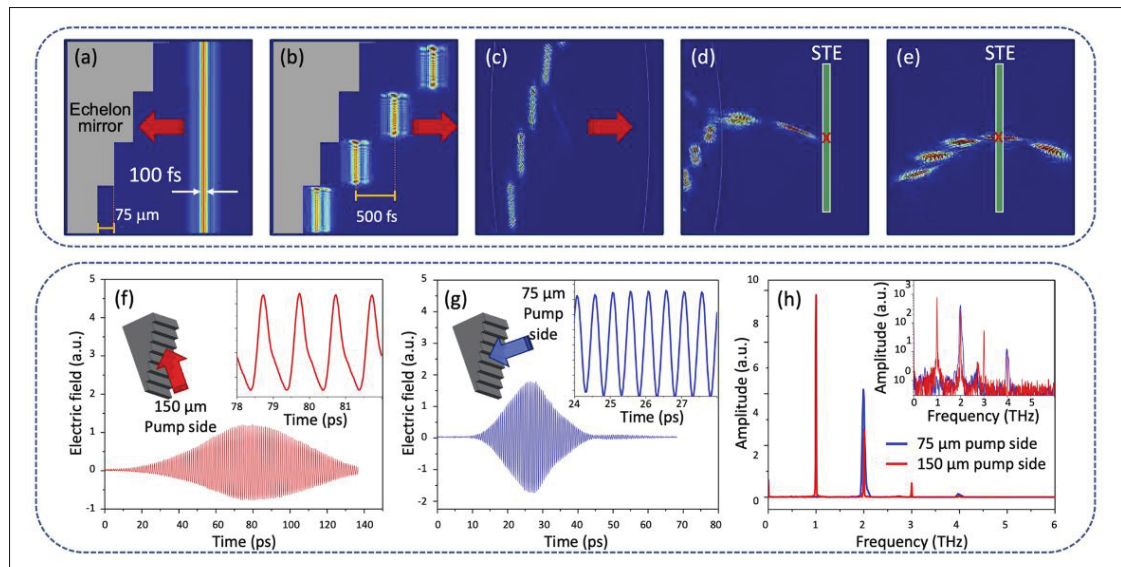 (a)
Echelon
mirror
100 fs
75 μm
(b)
500 fs
(c)
(d)
STE
X
(e)
STE
X
(f)
Electric field (a.u.)
5
4
3
2
1
0
-1
0 20 40 60 80 100 120 140
Time (ps)
150 μm
Pump side
78 79 80 81
Time (ps)
(g)
Electric field (a.u.)
5
4
3
2
1
0
-1
-2
0 10 20 30 40 50 60 70 80
Time (ps)
75 μm
Pump
side
24 25 26 27
Time (ps)
(h)
Amplitude (a.u.)
10
8
6
4
2
0
0 1 2 3 4 5 6
Frequency (THz)
Amplitude (a.u.)
0 1 2 3 4 5
Frequency (THz)
75 μm pump side
150 μm pump side